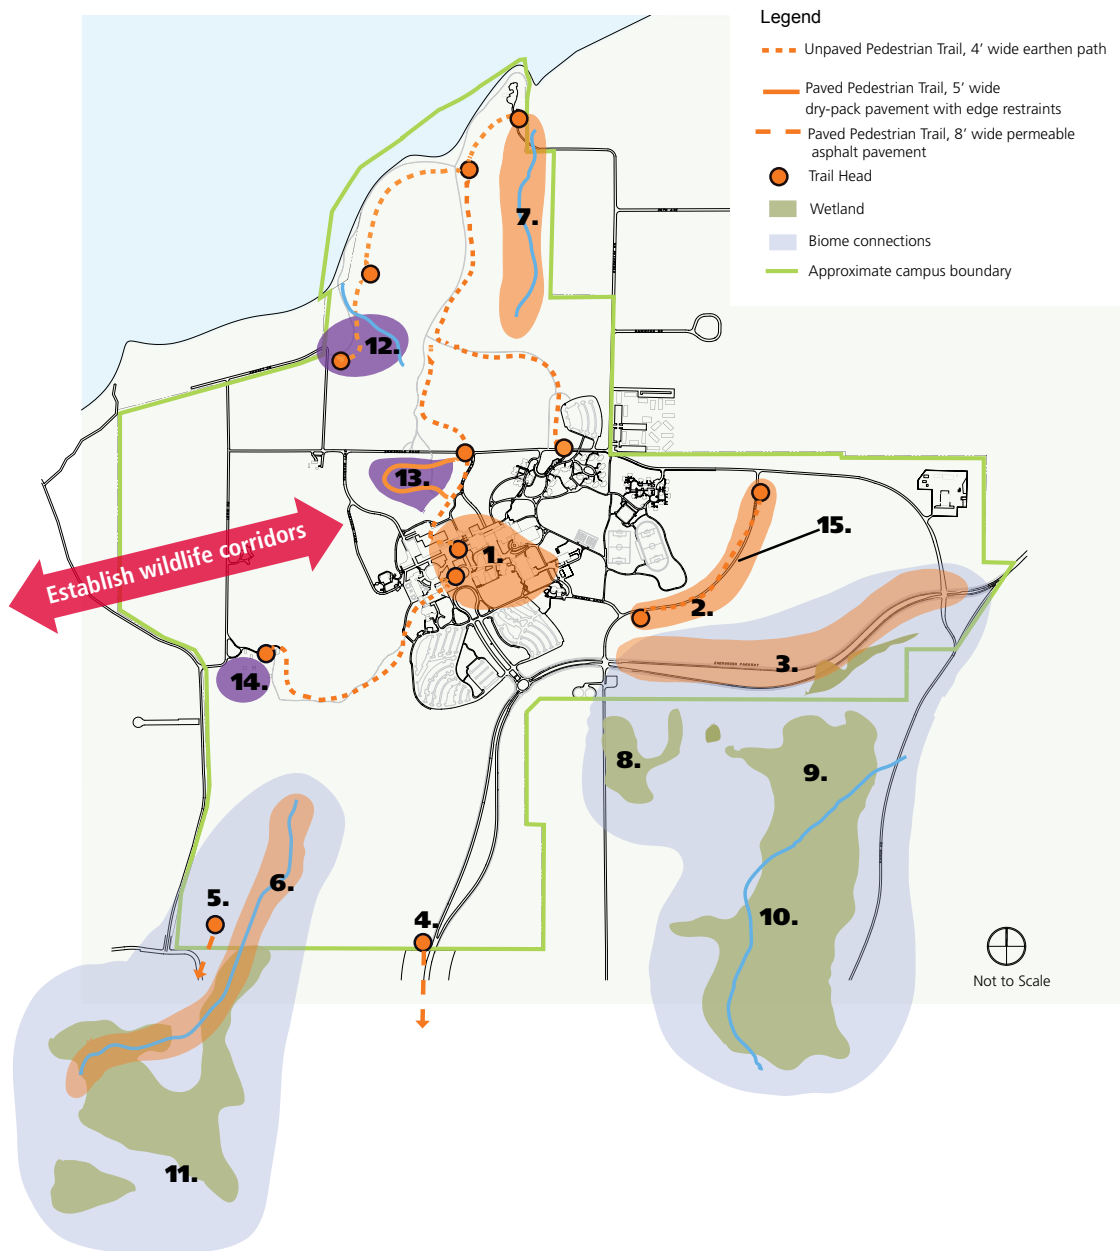 Legend
Unpaved Pedestrian Trail, 4' wide earthen path
Paved Pedestrian Trail, 5' wide
dry-pack pavement with edge restraints
Paved Pedestrian Trail, 8' wide permeable
asphalt pavement
Trail Head
Wetland
Biome connections
Approximate campus boundary
7.
12.
13.
Establish wildlife corridors
1.
15.
2.
3.
EVERGREEN PARKWAY
14.
8.
9.
6.
5.
4.
10.
Not to Scale
11.